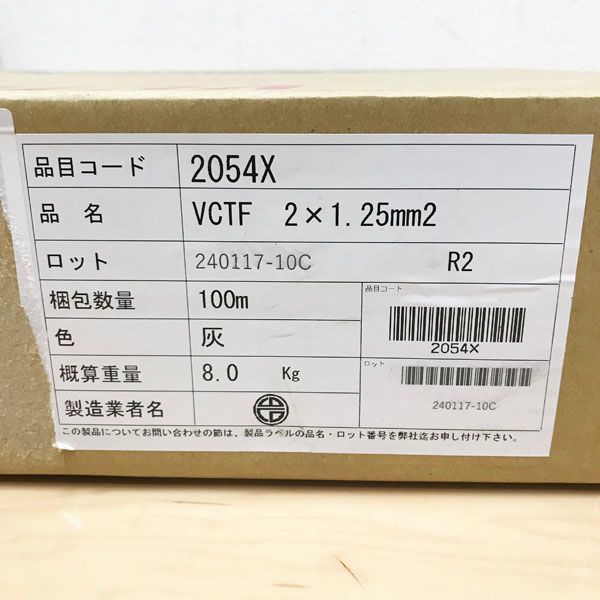 品目コード 2054X
品 名 VCTF 2×1.25mm2
ロット 240117-10C R2
梱包数量 100m
色 灰
概算重量 8.0 Kg
製造業者名
品目コード
2054X
ロット
240117-10C
この製品についてお問い合わせの節は、製品ラベルの品名・ロット番号を弊社迄お申し付け下さい。